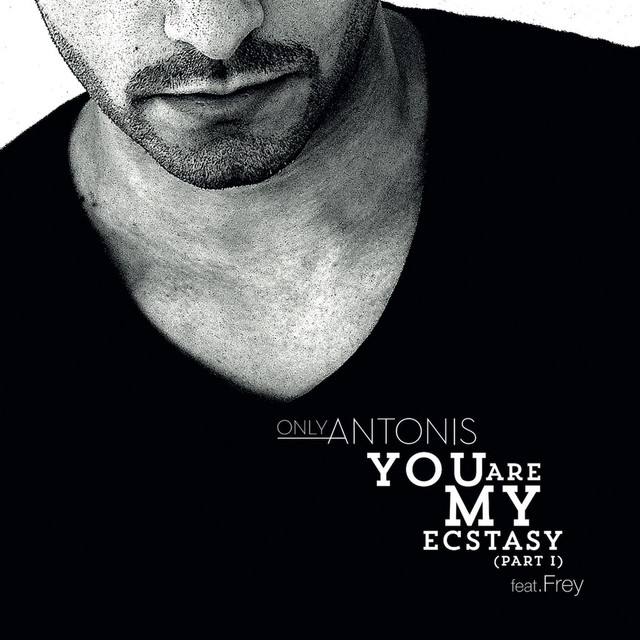 ONLY ANTONIS
YOU ARE
MY
ECSTASY
(PART I)
feat.Frey